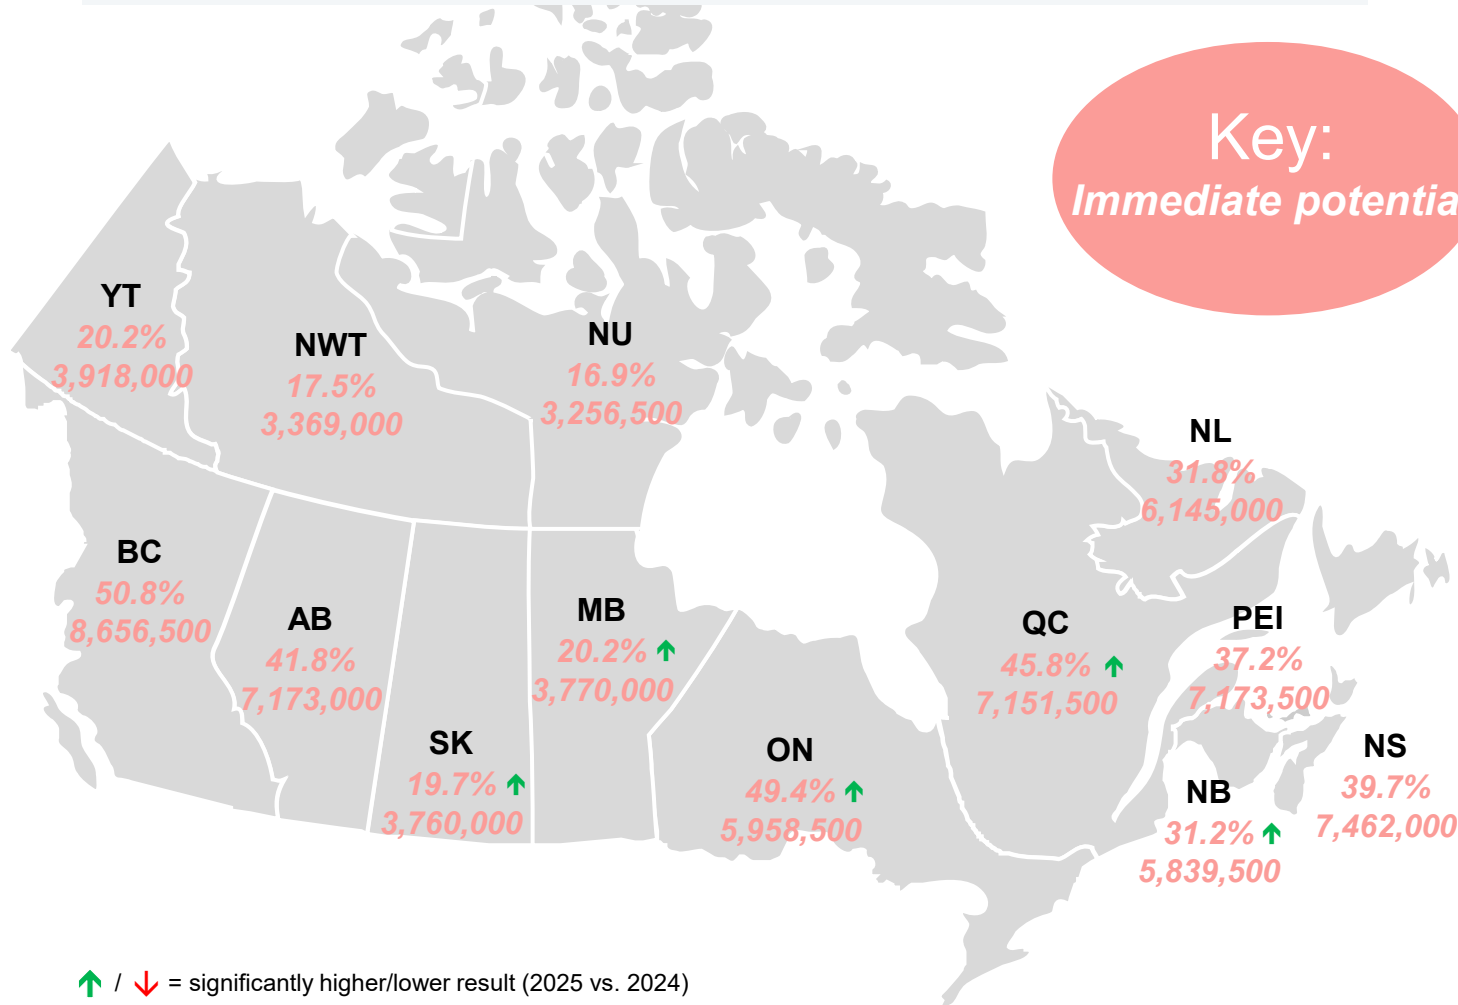 Key:
Immediate potentia
YT
20.2%
3,918,000
NWT
17.5%
3,369,000
NU
16.9%
3,256,500
NL
31.8%
6,145,000
BC
50.8%
8,656,500
AB
41.8%
7,173,000
MB
20.2%
3,770,000
QC
45.8%
7,151,500
PEI
37.2%
7,173,500
SK
19.7%
3,760,000
ON
49.4%
5,958,500
NB
31.2%
5,839,500
NS
39.7%
7,462,000
↑ / ↓ = significantly higher/lower result (2025 vs. 2024)